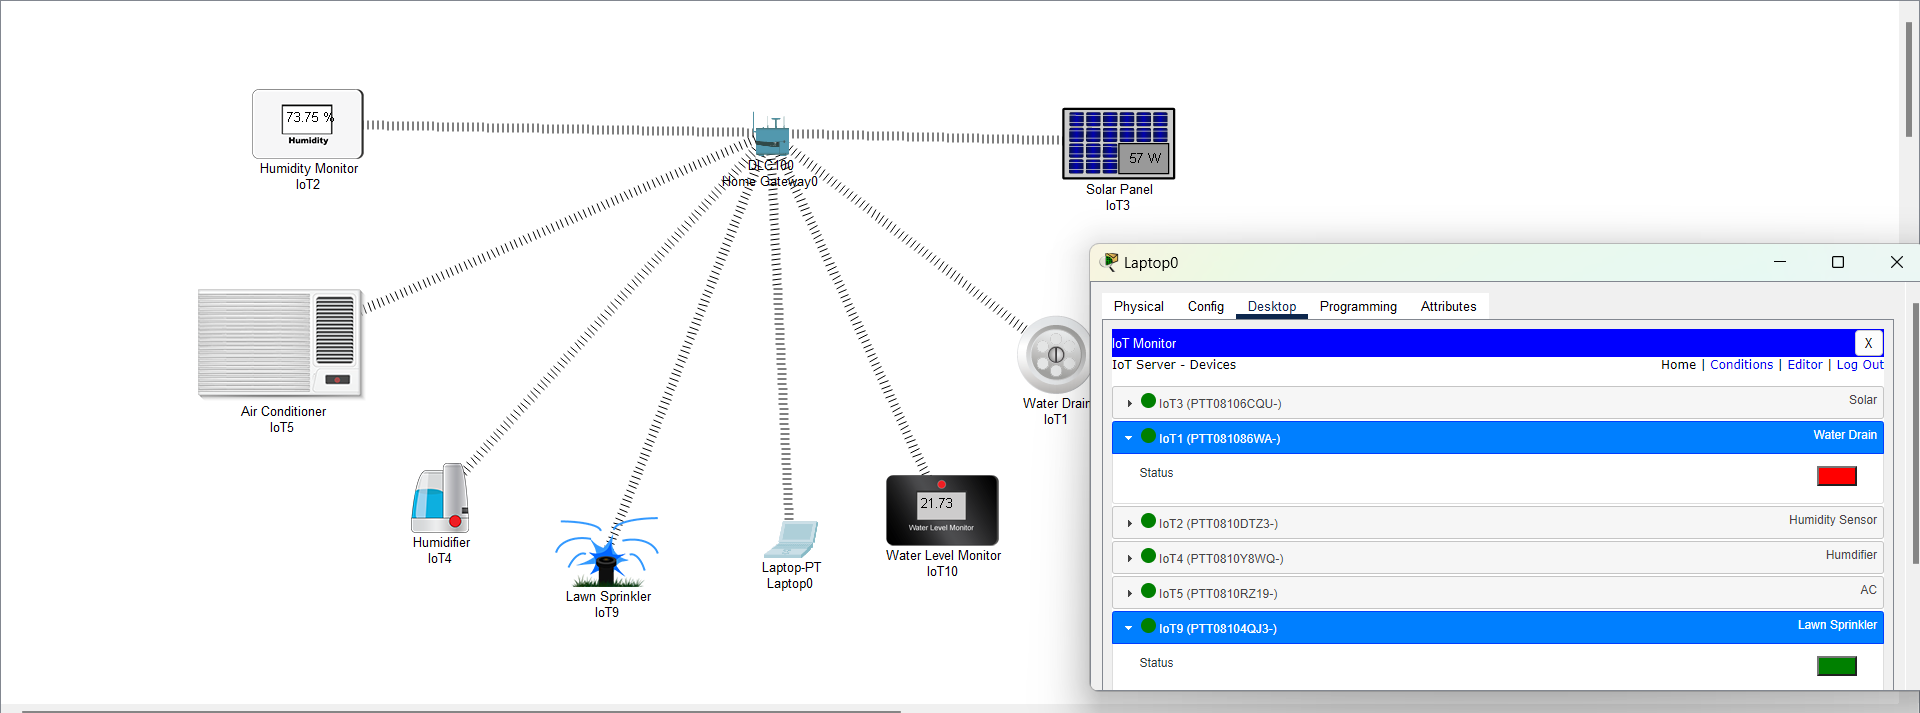 73.75 %
Humidity
Humidity Monitor
IoT2
DLC100
Home Gateway0
57 W
Solar Panel
IoT3
Air Conditioner
IoT5
Water Drain
IoT1
Humidifier
IoT4
Lawn Sprinkler
IoT9
Laptop-PT
Laptop0
21.73
Water Level Monitor
Water Level Monitor
IoT10
Laptop0
Physical Config Desktop Programming Attributes
IoT Monitor X
IoT Server - Devices Home | Conditions | Editor | Log Out
IoT3 (PTT08106CQU-) Solar
IoT1 (PTT081086WA-) Water Drain
Status
IoT2 (PTT0810DTZ3-) Humidity Sensor
IoT4 (PTT0810Y8WQ-) Humdifier
IoT5 (PTT0810RZ19-) AC
IoT9 (PTT08104QJ3-) Lawn Sprinkler
Status